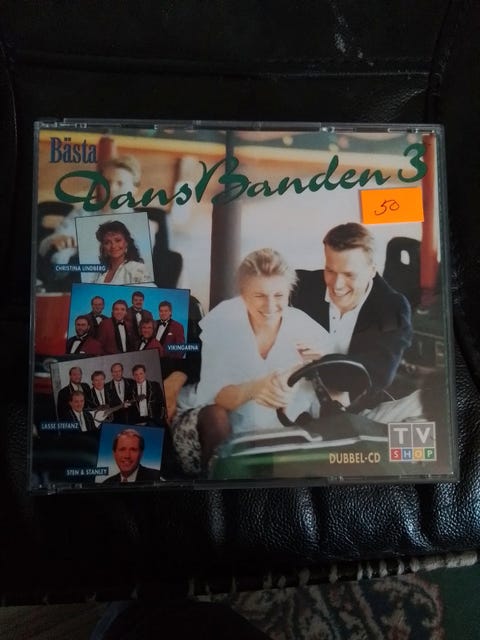 Bästa
DansBanden 3
50
CHRISTINA LINDBERG
VIKINGARNA
LASSE STEFANZ
STEN & STANLEY
DUBBEL-CD
TV
SHOP